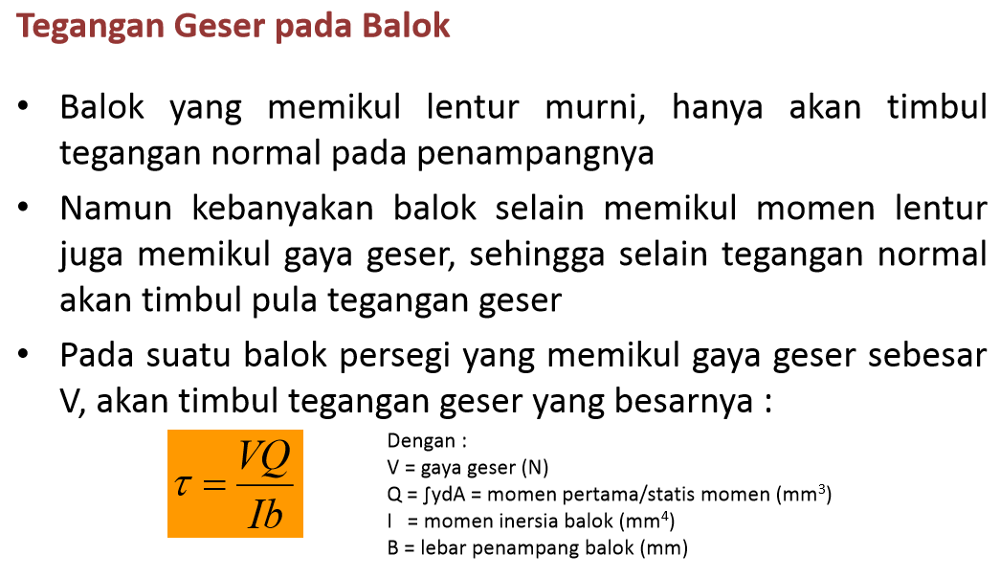 Tegangan Geser pada Balok
• Balok yang memikul lentur murni, hanya akan timbul
tegangan normal pada penampangnya
• Namun kebanyakan balok selain memikul momen lentur
juga memikul gaya geser, sehingga selain tegangan normal
akan timbul pula tegangan geser
• Pada suatu balok persegi yang memikul gaya geser sebesar
V, akan timbul tegangan geser yang besarnya :
τ = VQ / Ib
Dengan :
V = gaya geser (N)
Q = ∫ydA = momen pertama/statis momen (mm³)
I = momen inersia balok (mm⁴)
B = lebar penampang balok (mm)